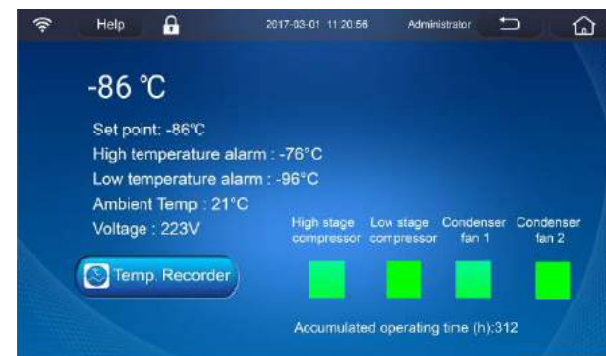 Help 2017-03-01 11:20:56 Administrator
-86 ℃
Set point: -86℃
High temperature alarm : -76°C
Low temperature alarm : -96°C
Ambient Temp : 21°C
Voltage : 223V
High stage compressor
Low stage compressor
Condenser fan 1
Condenser fan 2
Temp. Recorder
Accumulated operating time (h):312